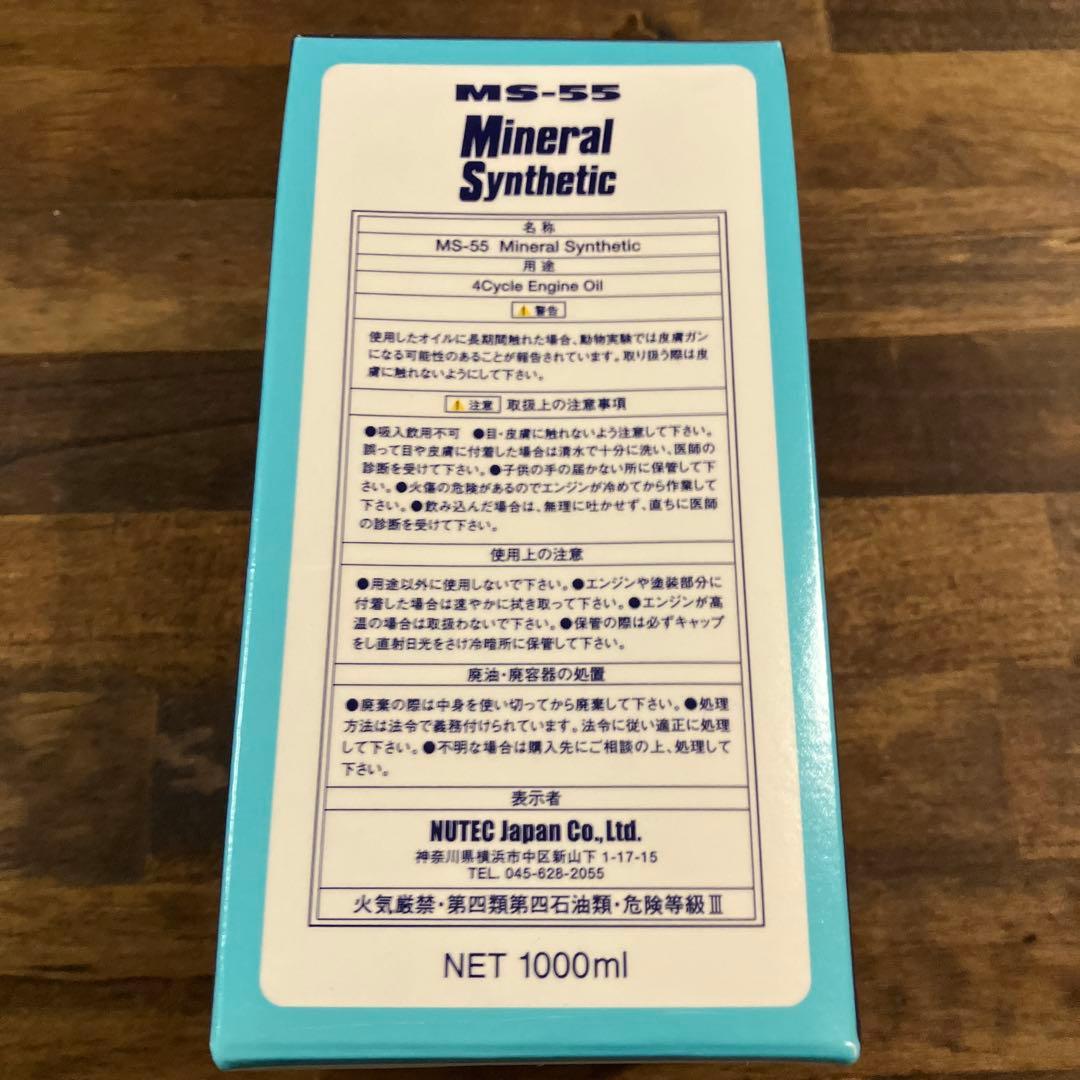 MS-55
Mineral
Synthetic
名称
MS-55 Mineral Synthetic
用途
4Cycle Engine Oil
⚠警告
使用したオイルに長期間触れた場合、動物実験では皮膚ガン
になる可能性のあることが報告されています。取り扱う際は皮
膚に触れないようにして下さい。
⚠注意 取扱上の注意事項
●吸入飲用不可 ●目・皮膚に触れないよう注意して下さい。
誤って目や皮膚に付着した場合は清水で十分に洗い、医師の
診断を受けて下さい。●子供の手の届かない所に保管して下
さい。●火傷の危険があるのでエンジンが冷めてから作業して
下さい。●飲み込んだ場合は、無理に吐かせず、直ちに医師
の診断を受けて下さい。
使用上の注意
●用途以外に使用しないで下さい。●エンジンや塗装部分に
付着した場合は速やかに拭き取って下さい。●エンジンが高
温の場合は取扱わないで下さい。●保管の際は必ずキャップ
をし直射日光をさけ冷暗所に保管して下さい。
廃油・廃容器の処置
●廃棄の際は中身を使い切ってから廃棄して下さい。●処理
方法は法令で義務付けられています。法令に従い適正に処理
して下さい。●不明な場合は購入先にご相談の上、処理して
下さい。
表示者
NUTEC Japan Co.,Ltd.
神奈川県横浜市中区新山下 1-17-15
TEL. 045-628-2055
火気厳禁・第四類第四石油類・危険等級Ⅲ
NET 1000ml